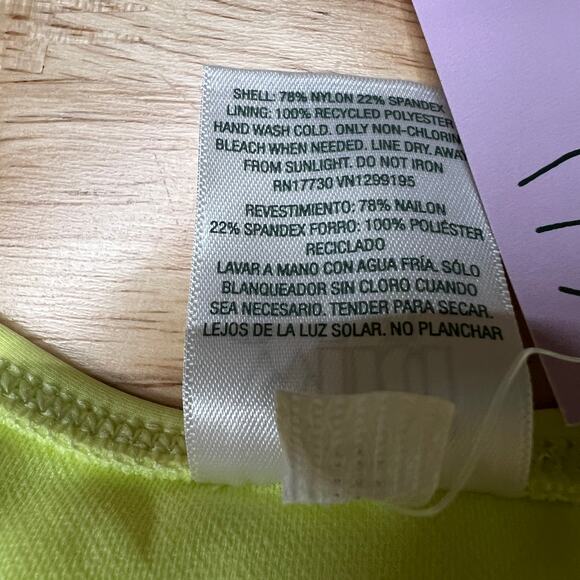 SHELL: 78% NYLON 22% SPANDEX
LINING: 100% RECYCLED POLYESTER
HAND WASH COLD. ONLY NON-CHLORIN
BLEACH WHEN NEEDED. LINE DRY. AWAY
FROM SUNLIGHT. DO NOT IRON
RN17730 VN1299195
REVESTIMIENTO: 78% NAILON
22% SPANDEX FORRO: 100% POLIÉSTER
RECICLADO
LAVAR A MANO CON AGUA FRÍA. SÓLO
BLANQUEADOR SIN CLORO CUANDO
SEA NECESARIO. TENDER PARA SECAR.
LEJOS DE LA LUZ SOLAR. NO PLANCHAR